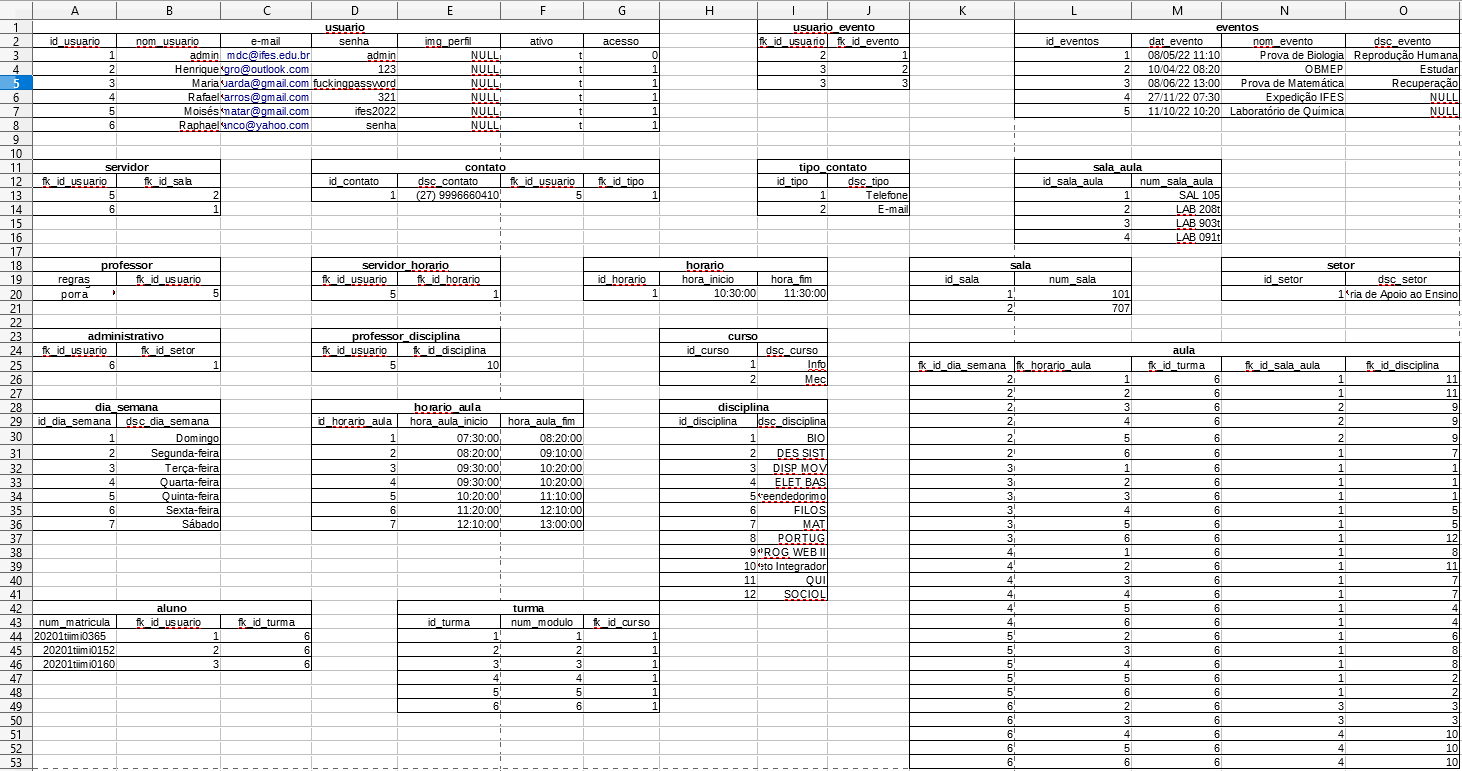 A B C D E F G H I J K L M N O
1 usuario usuario_evento eventos
2 id_usuario nom_usuario e-mail senha img_perfil ativo acesso fk_id_usuario fk_id_evento id_eventos dat_evento nom_evento dsc_evento
3 1 admin mdc@ifes.edu.br admin NULL t 0 2 1 1 08/05/22 11:10 Prova de Biologia Reprodução Humana
4 2 Henrique gro@outlook.com 123 NULL t 1 3 2 2 10/04/22 08:20 OBMEP Estudar
5 3 Maria uarda@gmail.com fuckingpassword NULL t 1 3 3 3 08/06/22 13:00 Prova de Matemática Recuperação
6 4 Rafael arros@gmail.com 321 NULL t 1 4 27/11/22 07:30 Expedição IFES NULL
7 5 Moisés matar@gmail.com ifes2022 NULL t 1 5 11/10/22 10:20 Laboratório de Química NULL
8 6 Raphael anco@yahoo.com senha NULL t 1
9
10
11 servidor contato tipo_contato sala_aula
12 fk_id_usuario fk_id_sala id_contato dsc_contato fk_id_usuario fk_id_tipo id_tipo dsc_tipo id_sala_aula num_sala_aula
13 5 2 1 (27) 9996660410 5 1 1 Telefone 1 SAL 105
14 6 1 2 E-mail 2 LAB 208t
15 3 LAB 903t
16 4 LAB 091t
17
18 professor servidor_horario horario sala setor
19 regras fk_id_usuario fk_id_usuario fk_id_horario id_horario hora_inicio hora_fim id_sala num_sala id_setor dsc_setor
20 porra 5 5 1 1 10:30:00 11:30:00 1 101 1 ria de Apoio ao Ensino
21 2 707
22
23 administrativo professor_disciplina curso
24 fk_id_usuario fk_id_setor fk_id_usuario fk_id_disciplina id_curso dsc_curso aula
25 6 1 5 10 1 Info fk_id_dia_semana fk_horario_aula fk_id_turma fk_id_sala_aula fk_id_disciplina
26 2 Mec 2 1 6 1 11
27 2 2 6 1 11
28 dia_semana horario_aula disciplina 2 3 6 2 9
29 id_dia_semana dsc_dia_semana id_horario_aula hora_aula_inicio hora_aula_fim id_disciplina dsc_disciplina 2 4 6 2 9
30 1 Domingo 1 07:30:00 08:20:00 1 BIO 2 5 6 2 9
31 2 Segunda-feira 2 08:20:00 09:10:00 2 DES SIST 2 6 6 1 7
32 3 Terça-feira 3 09:30:00 10:20:00 3 DISP MOV 3 1 6 1 1
33 4 Quarta-feira 4 09:30:00 10:20:00 4 ELET BAS 3 2 6 1 1
34 5 Quinta-feira 5 10:20:00 11:10:00 5 reendedorimo 3 3 6 1 1
35 6 Sexta-feira 6 11:20:00 12:10:00 6 FILOS 3 4 6 1 5
36 7 Sábado 7 12:10:00 13:00:00 7 MAT 3 5 6 1 5
37 8 PORTUG 3 6 6 1 12
38 9 ROG WEB II 4 1 6 1 8
39 10 to Integrador 4 2 6 1 11
40 11 QUI 4 3 6 1 7
41 12 SOCIOL 4 4 6 1 7
42 aluno turma 4 5 6 1 4
43 num_matricula fk_id_usuario fk_id_turma id_turma num_modulo fk_id_curso 4 6 6 1 4
44 20201tiimi0365 1 6 1 1 1 5 2 6 1 6
45 20201tiimi0152 2 6 2 2 1 5 3 6 1 8
46 20201tiimi0160 3 6 3 3 1 5 4 6 1 8
47 4 4 1 5 5 6 1 2
48 5 5 1 5 6 6 1 2
49 6 6 1 6 2 6 3 3
50 6 3 6 3 3
51 6 4 6 4 10
52 6 5 6 4 10
53 6 6 6 4 10